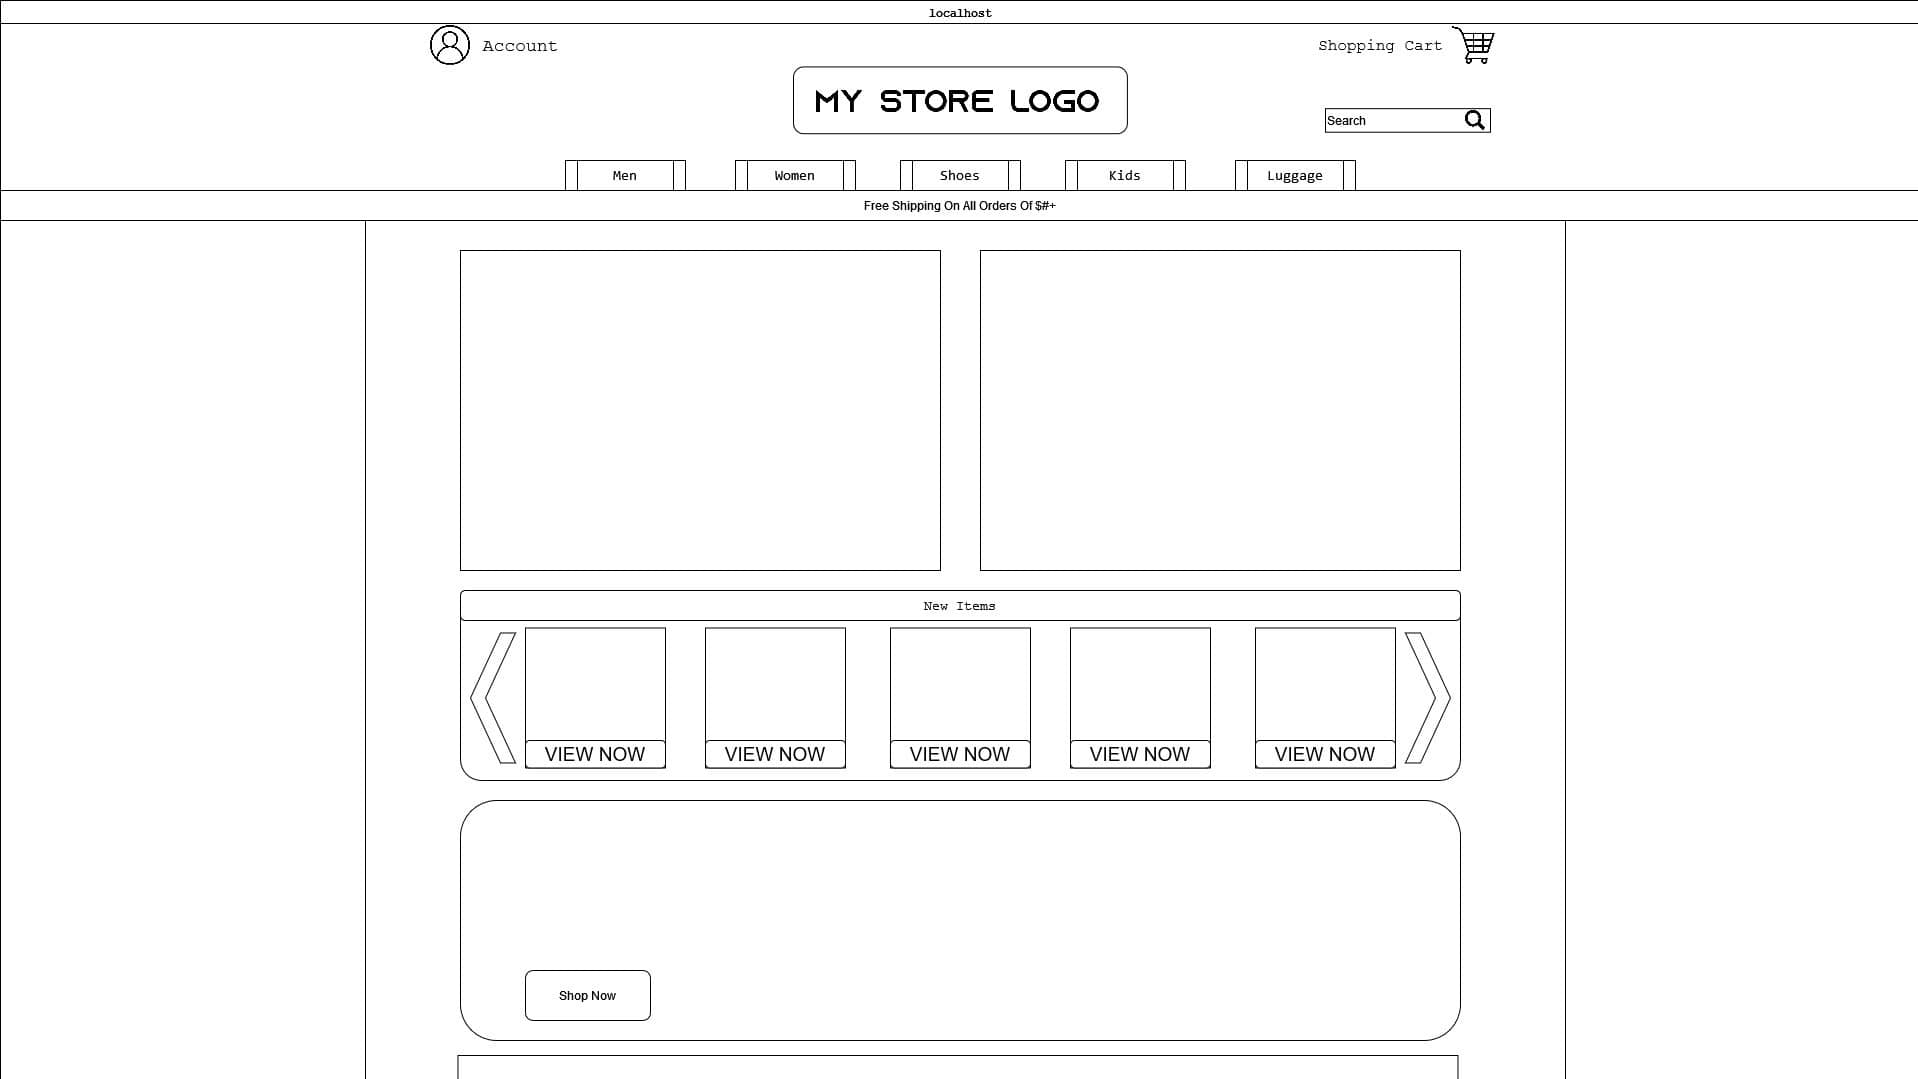 localhost
Account
Shopping Cart
MY STORE LOGO
Search
Men
Women
Shoes
Kids
Luggage
Free Shipping On All Orders Of $#+
New Items
VIEW NOW
VIEW NOW
VIEW NOW
VIEW NOW
VIEW NOW
Shop Now